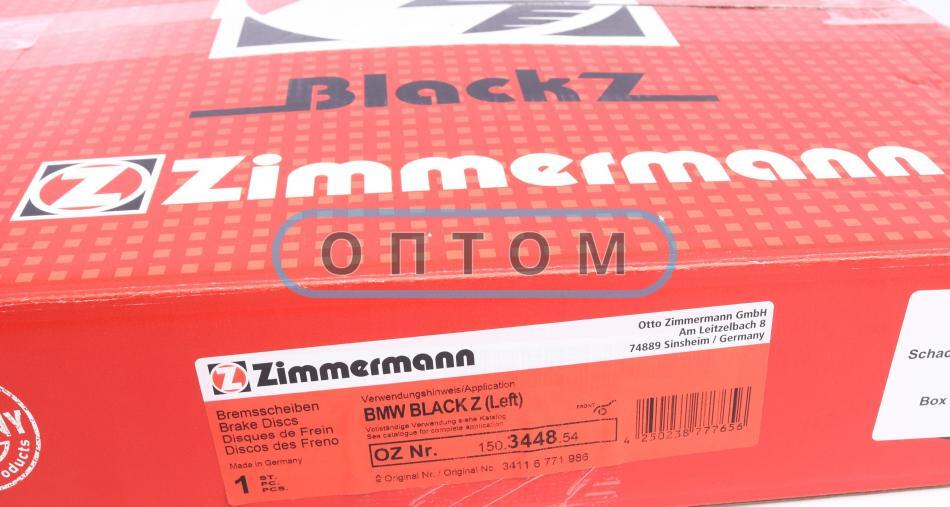 BlackZ
Z Zimmermann
ОПТОМ
Z Zimmermann
Otto Zimmermann GmbH
Am Leitzelbach 8
74889 Sinsheim / Germany
Bremsscheiben
Brake Discs
Disques de Frein
Discos des Freno
Made in Germany
1 ST.
PC.
PCS.
Verwendungshinweis/Application
BMW BLACK Z (Left)
Vollständige Verwendung siehe Katalog
See catalogue for complete application
OZ Nr. 150.3448.54
Original Nr. / Original No. 3411 6 771 986
FRONT
4 250238 777656
Schad
Box
NY
oducts